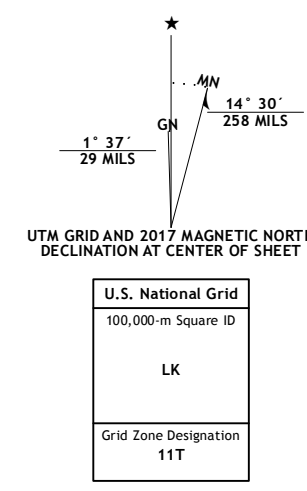 ★
MN
GN
14° 30´
258 MILS
1° 37´
29 MILS
UTM GRID AND 2017 MAGNETIC NORTH
DECLINATION AT CENTER OF SHEET
U.S. National Grid
100,000-m Square ID
LK
Grid Zone Designation
11T